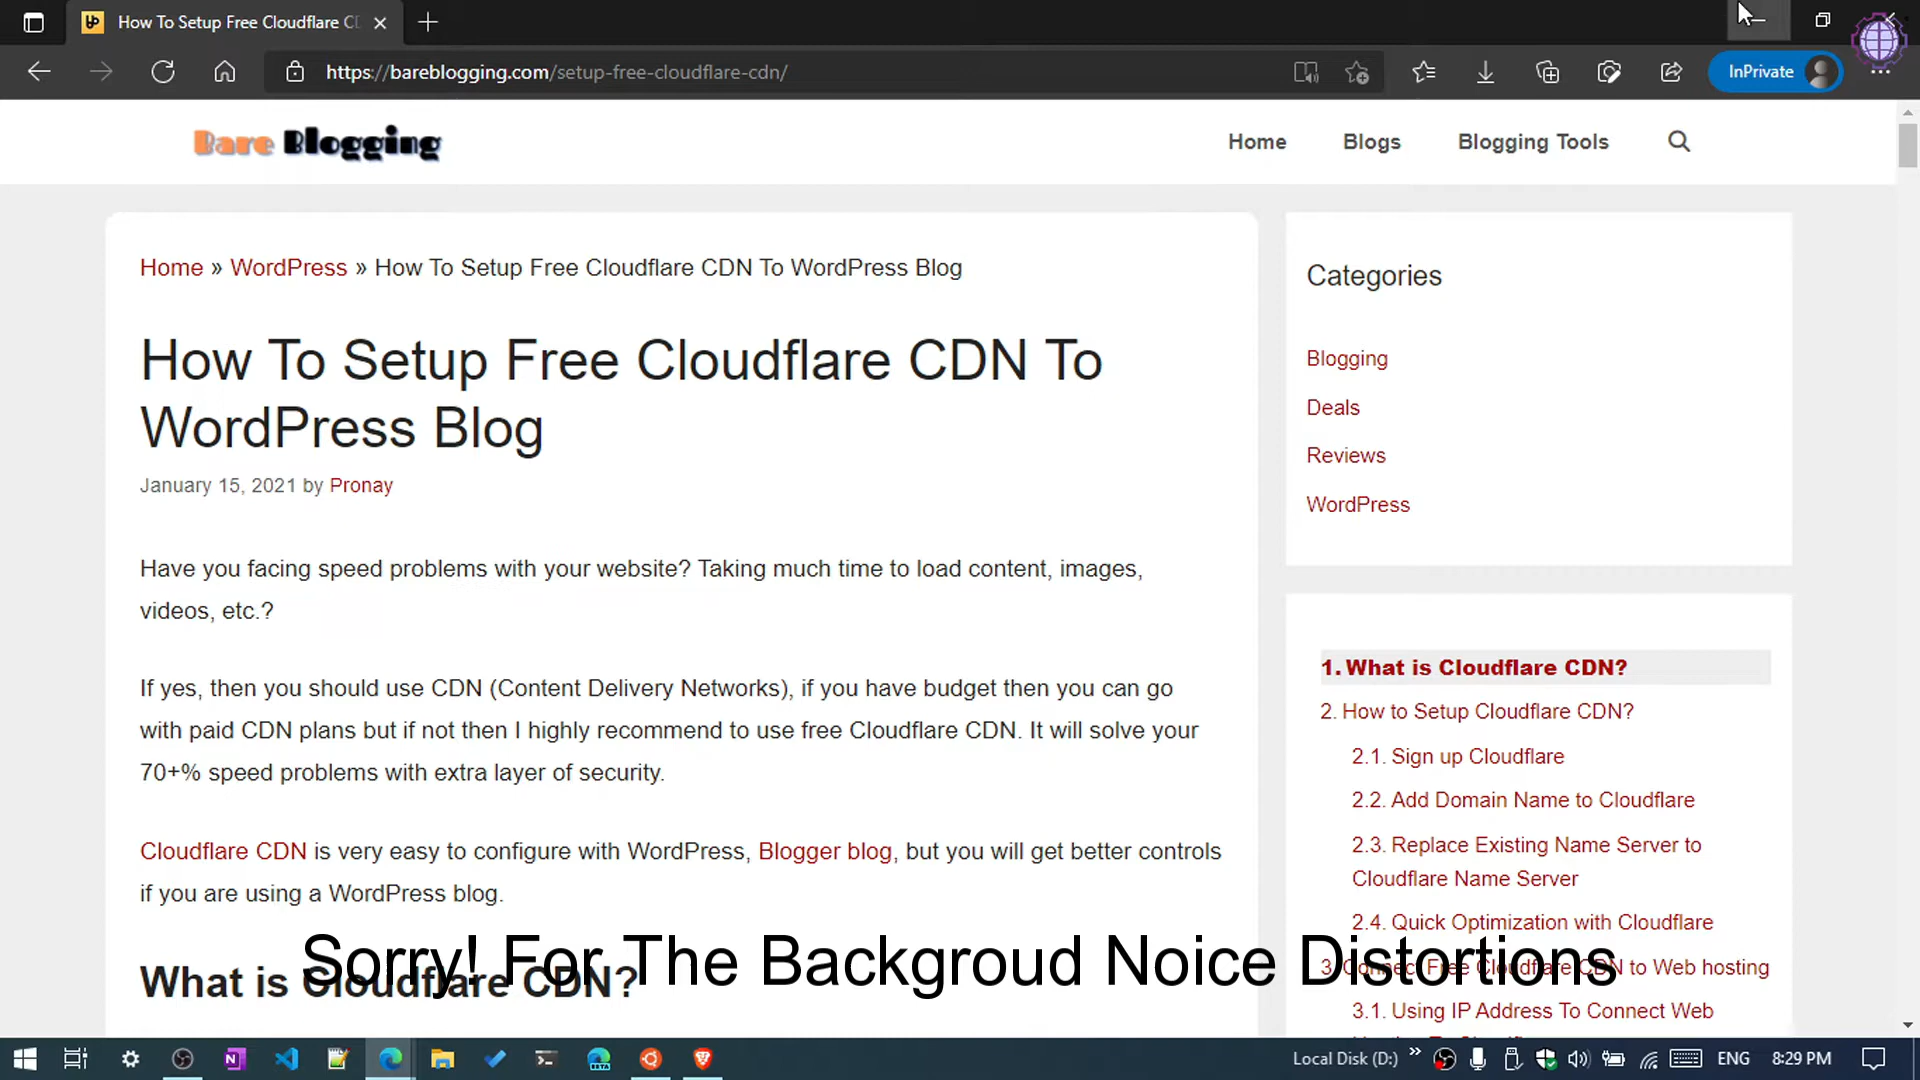 How To Setup Free Cloudflare C
https://bareblogging.com/setup-free-cloudflare-cdn/
InPrivate
Bare Blogging
Home
Blogs
Blogging Tools
Home » WordPress » How To Setup Free Cloudflare CDN To WordPress Blog
How To Setup Free Cloudflare CDN To
WordPress Blog
January 15, 2021 by Pronay
Have you facing speed problems with your website? Taking much time to load content, images,
videos, etc.?
If yes, then you should use CDN (Content Delivery Networks), if you have budget then you can go
with paid CDN plans but if not then I highly recommend to use free Cloudflare CDN. It will solve your
70+% speed problems with extra layer of security.
Cloudflare CDN is very easy to configure with WordPress, Blogger blog, but you will get better controls
if you are using a WordPress blog.
What is Cloudflare CDN?
Categories
Blogging
Deals
Reviews
WordPress
1. What is Cloudflare CDN?
2. How to Setup Cloudflare CDN?
2.1. Sign up Cloudflare
2.2. Add Domain Name to Cloudflare
2.3. Replace Existing Name Server to
Cloudflare Name Server
2.4. Quick Optimization with Cloudflare
3. Connect Free Cloudflare CDN to Web hosting
3.1. Using IP Address To Connect Web
Sorry! For The Backgroud Noice Distortions
Local Disk (D:)
ENG
8:29 PM